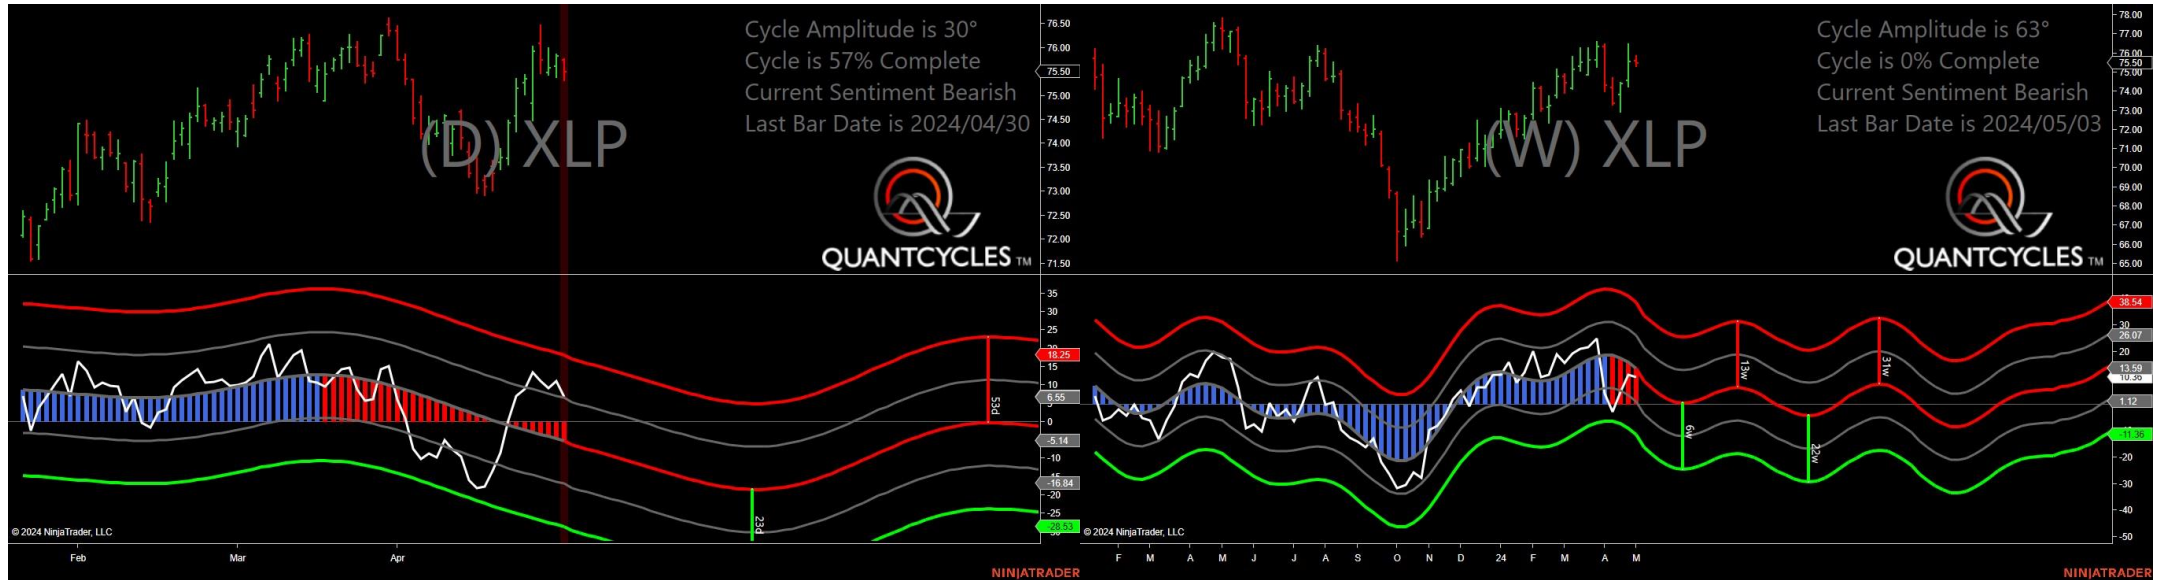 Cycle Amplitude is 30°
Cycle is 57% Complete
Current Sentiment Bearish
Last Bar Date is 2024/04/30
(D) XLP
QUANTCYCLES TM
76.50
76.00
75.50
75.00
74.50
74.00
73.50
73.00
72.50
72.00
71.50
35
30
25
18.25
15
10
6.55
0
-5.14
-10
-16.84
-20
-25
-28.53
53d
23d
© 2024 NinjaTrader, LLC
Feb Mar Apr
NINJATRADER
Cycle Amplitude is 63°
Cycle is 0% Complete
Current Sentiment Bearish
Last Bar Date is 2024/05/03
(W) XLP
QUANTCYCLES TM
78.00
77.00
76.00
75.50
75.00
74.00
73.00
72.00
71.00
70.00
69.00
68.00
67.00
66.00
65.00
38.54
30
26.07
20
13.59
10.36
1.12
-11.36
-20
-30
-40
-50
6w
13w
22w
31w
© 2024 NinjaTrader, LLC
F M A M J J A S O N D 24 F M A M
NINJATRADER